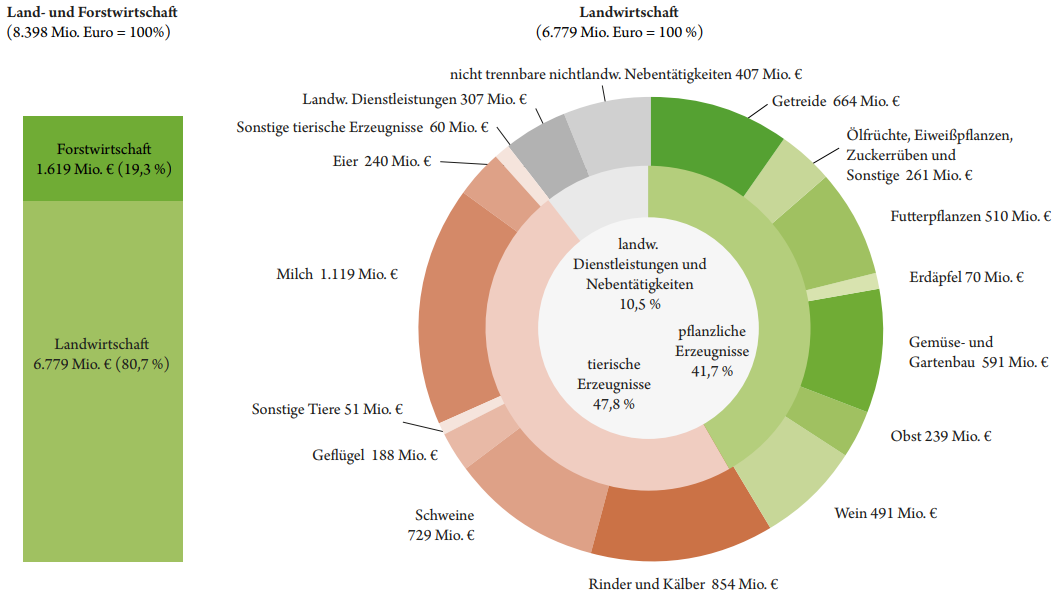 Land- und Forstwirtschaft
(8.398 Mio. Euro = 100%)
Forstwirtschaft
1.619 Mio. € (19,3 %)
Landwirtschaft
6.779 Mio. € (80,7 %)
Landwirtschaft
(6.779 Mio. Euro = 100 %)
nicht trennbare nichtlandw. Nebentätigkeiten 407 Mio. €
Landw. Dienstleistungen 307 Mio. €
Sonstige tierische Erzeugnisse 60 Mio. €
Eier 240 Mio. €
Milch 1.119 Mio. €
Sonstige Tiere 51 Mio. €
Geflügel 188 Mio. €
Schweine
729 Mio. €
Rinder und Kälber 854 Mio. €
Getreide 664 Mio. €
Ölfrüchte, Eiweißpflanzen,
Zuckerrüben und
Sonstige 261 Mio. €
Futterpflanzen 510 Mio. €
Erdäpfel 70 Mio. €
Gemüse- und
Gartenbau 591 Mio. €
Obst 239 Mio. €
Wein 491 Mio. €
landw.
Dienstleistungen und
Nebentätigkeiten
10,5 %
pflanzliche
Erzeugnisse
41,7 %
tierische
Erzeugnisse
47,8 %